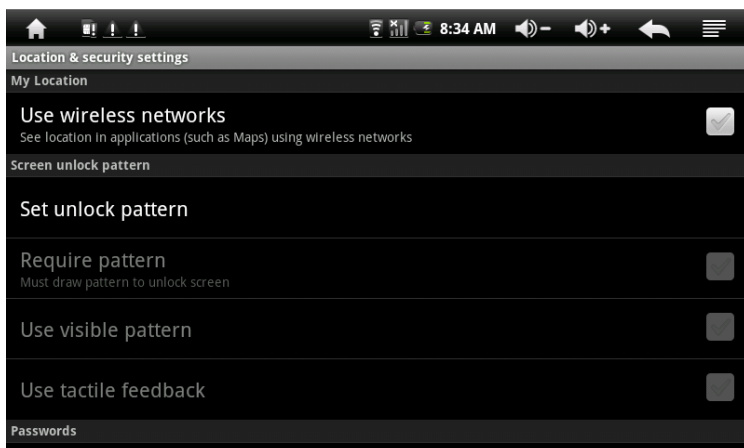 8:34 AM
Location & security settings
My Location
Use wireless networks
See location in applications (such as Maps) using wireless networks
Screen unlock pattern
Set unlock pattern
Require pattern
Must draw pattern to unlock screen
Use visible pattern
Use tactile feedback
Passwords